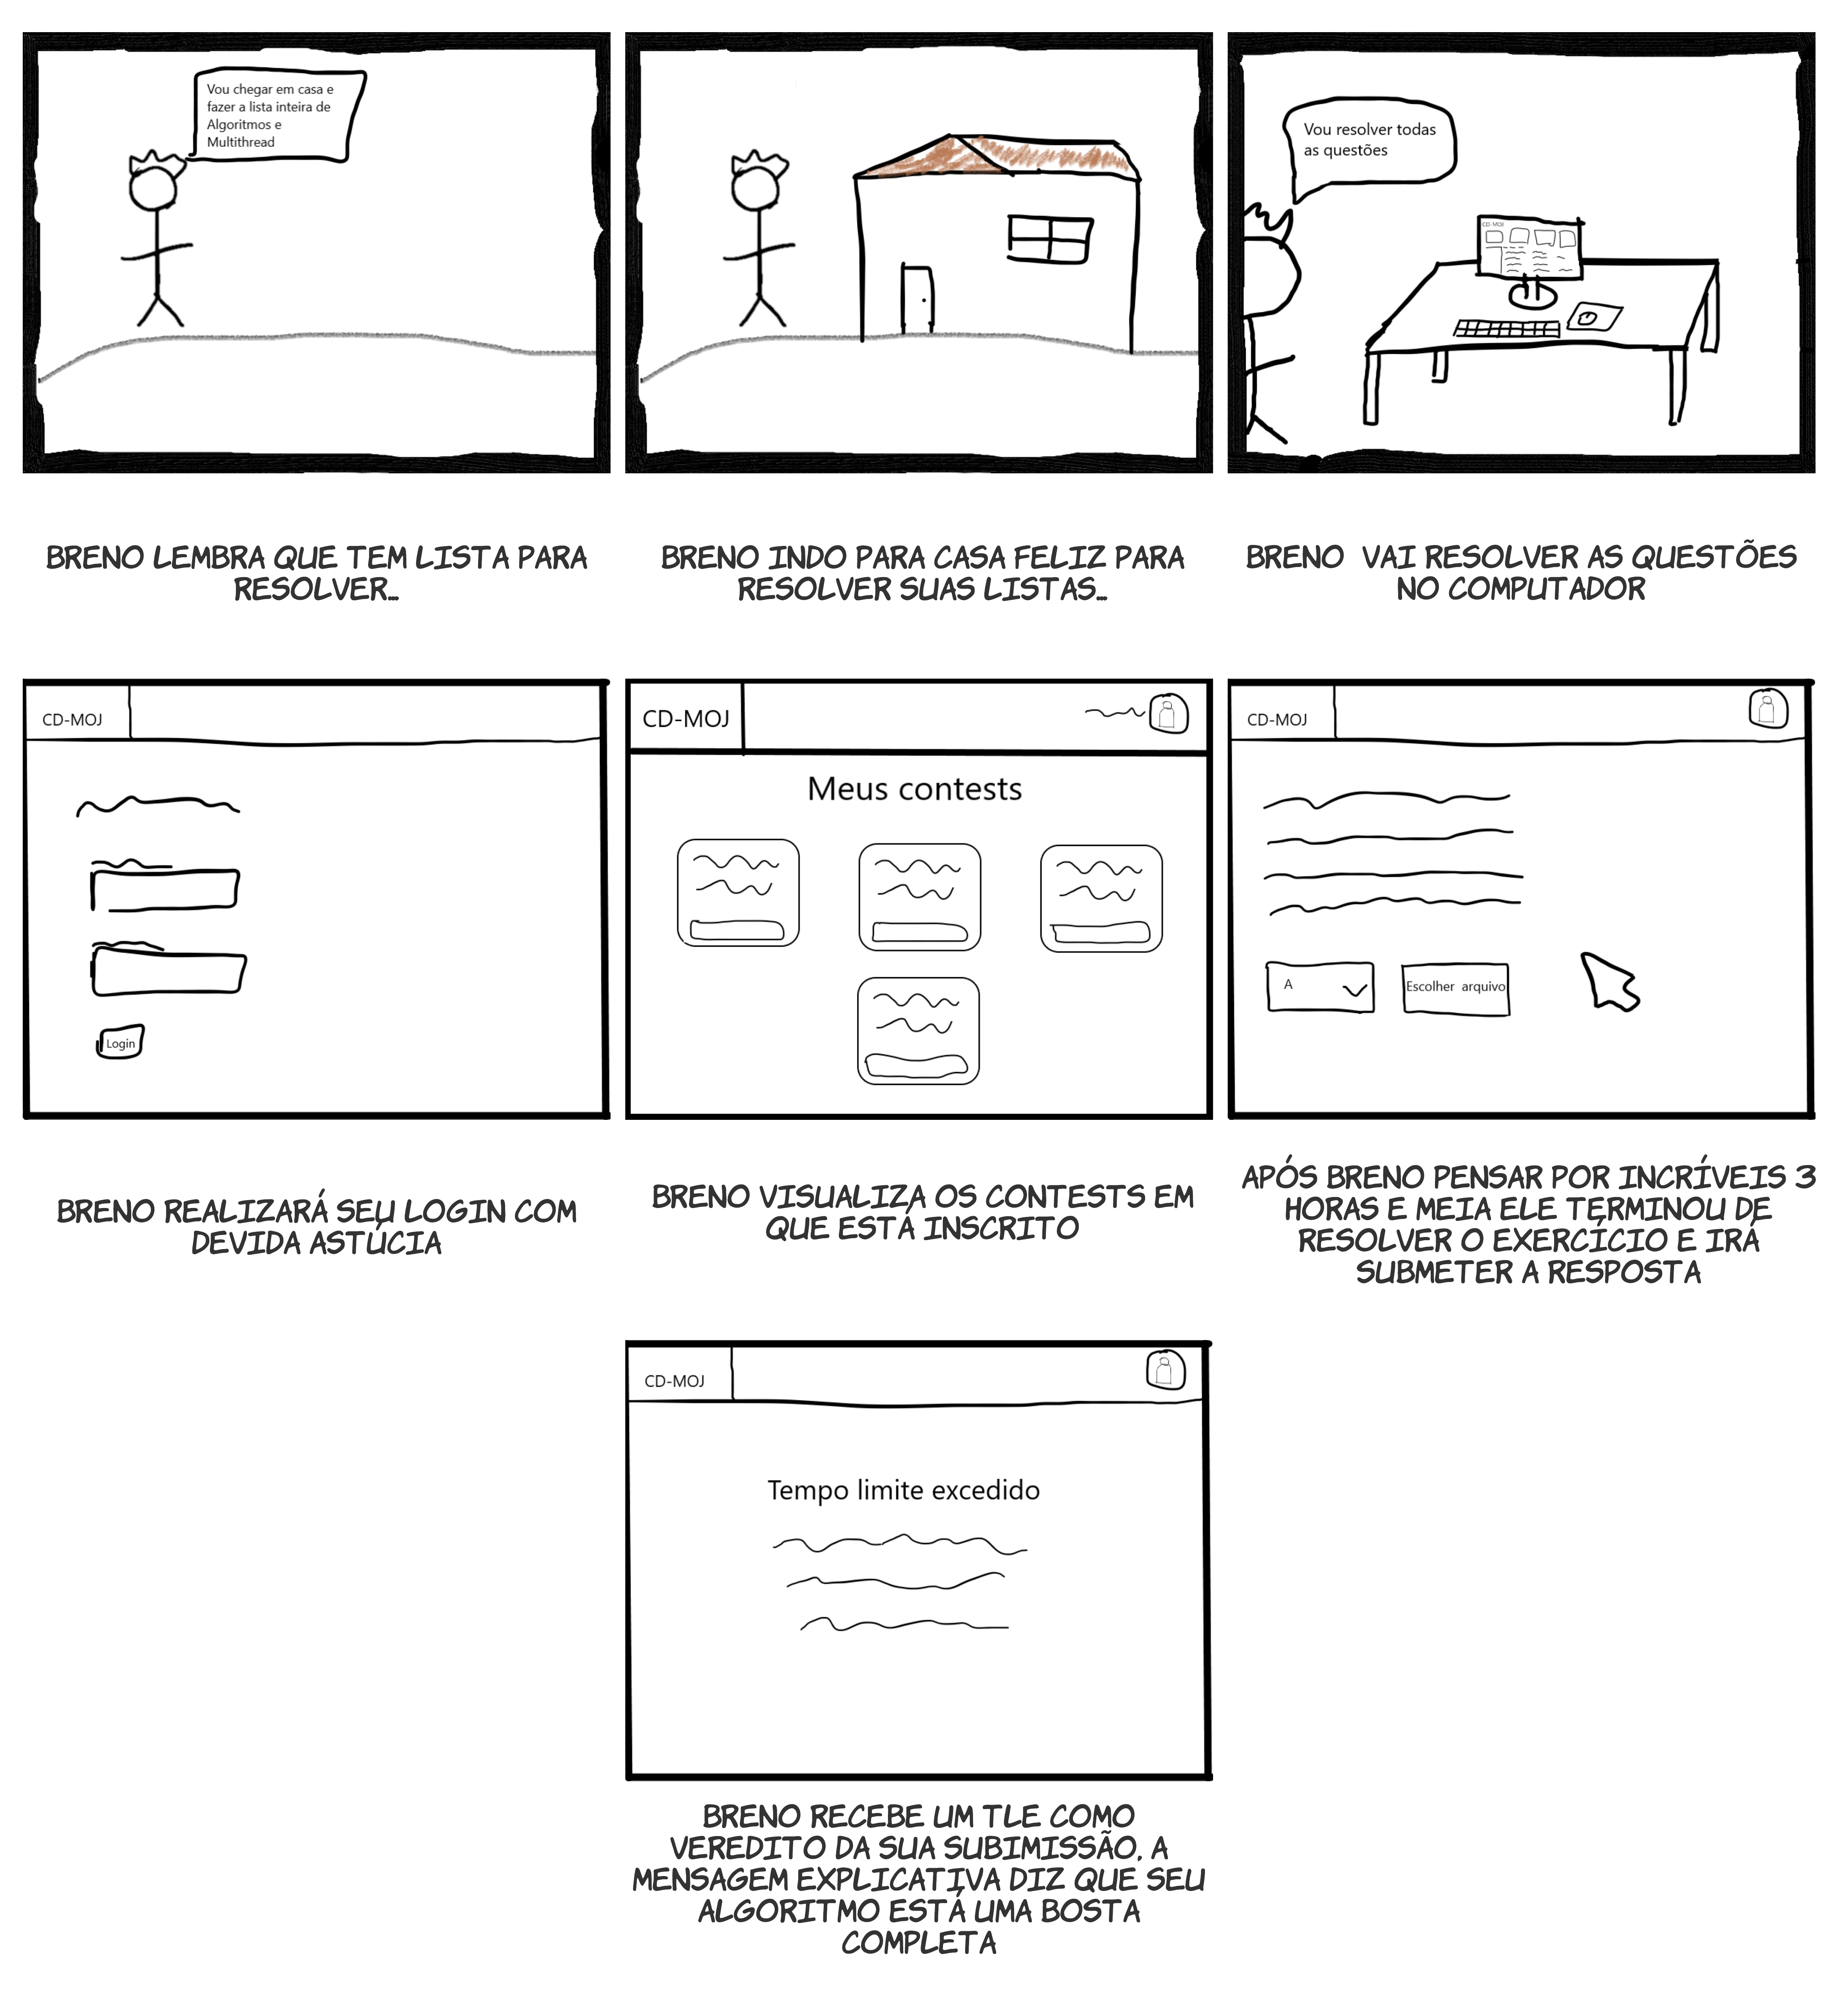 Vou chegar em casa e
fazer a lista inteira de
Algoritmos e
Multithread
BRENO LEMBRA QUE TEM LISTA PARA
RESOLVER...
BRENO INDO PARA CASA FELIZ PARA
RESOLVER SUAS LISTAS...
Vou resolver todas
as questões
CD-MOJ
BRENO VAI RESOLVER AS QUESTÕES
NO COMPUTADOR
CD-MOJ
Login
BRENO REALIZARÁ SEU LOGIN COM
DEVIDA ASTÚCIA
CD-MOJ
Meus contests
BRENO VISUALIZA OS CONTESTS EM
QUE ESTÁ INSCRITO
CD-MOJ
A
Escolher arquivo
APÓS BRENO PENSAR POR INCRÍVEIS 3
HORAS E MEIA ELE TERMINOU DE
RESOLVER O EXERCÍCIO E IRÁ
SUBMETER A RESPOSTA
CD-MOJ
Tempo limite excedido
BRENO RECEBE UM TLE COMO
VEREDITO DA SUA SUBIMISSÃO. A
MENSAGEM EXPLICATIVA DIZ QUE SEU
ALGORITMO ESTÁ UMA BOSTA
COMPLETA